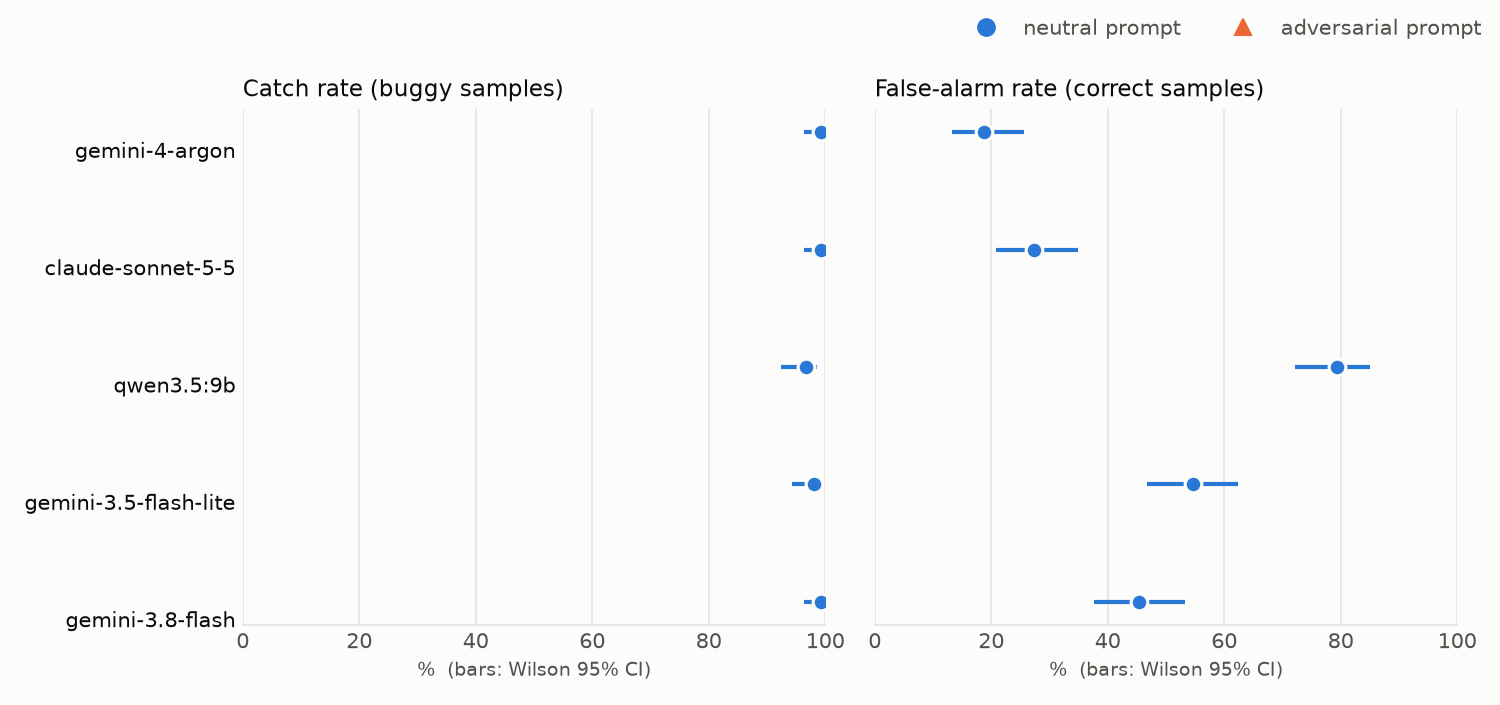 neutral prompt adversarial prompt
Catch rate (buggy samples) False-alarm rate (correct samples)
gemini-4-argon
claude-sonnet-5-5
qwen3.5:9b
gemini-3.5-flash-lite
gemini-3.8-flash
0 20 40 60 80 100 0 20 40 60 80 100
% (bars: Wilson 95% CI) % (bars: Wilson 95% CI)